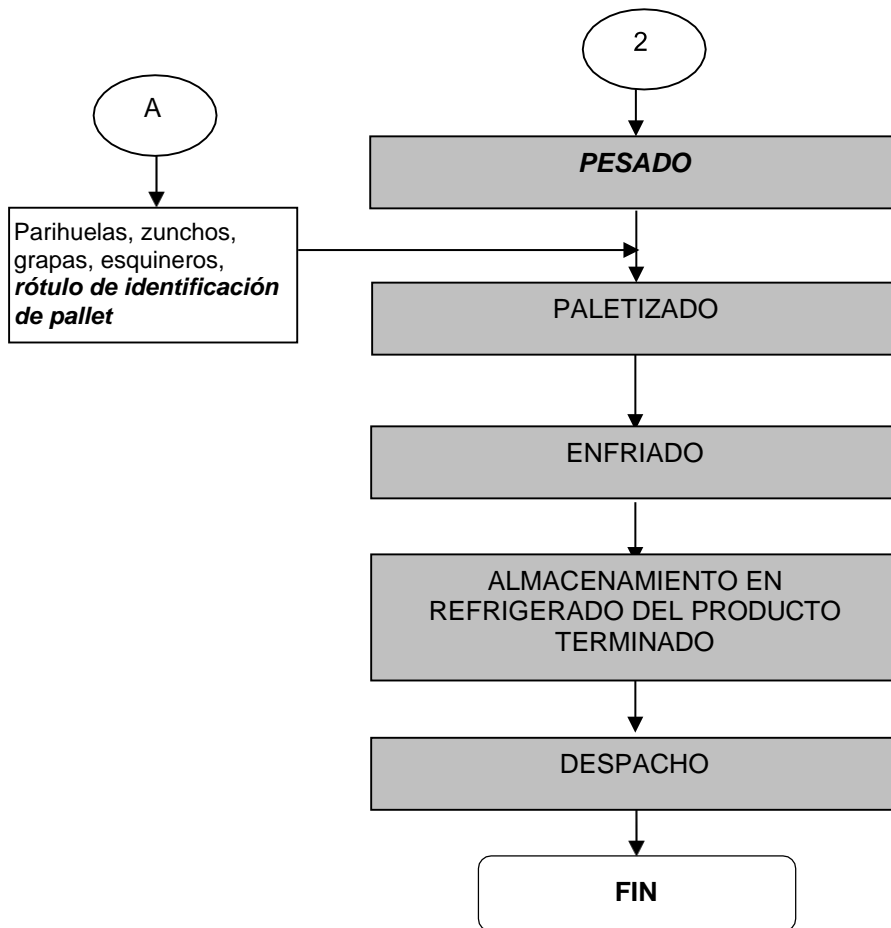 2
A
PESADO
Parihuelas, zunchos,
grapas, esquineros,
rótulo de identificación
de pallet
PALETIZADO
ENFRIADO
ALMACENAMIENTO EN
REFRIGERADO DEL PRODUCTO
TERMINADO
DESPACHO
FIN